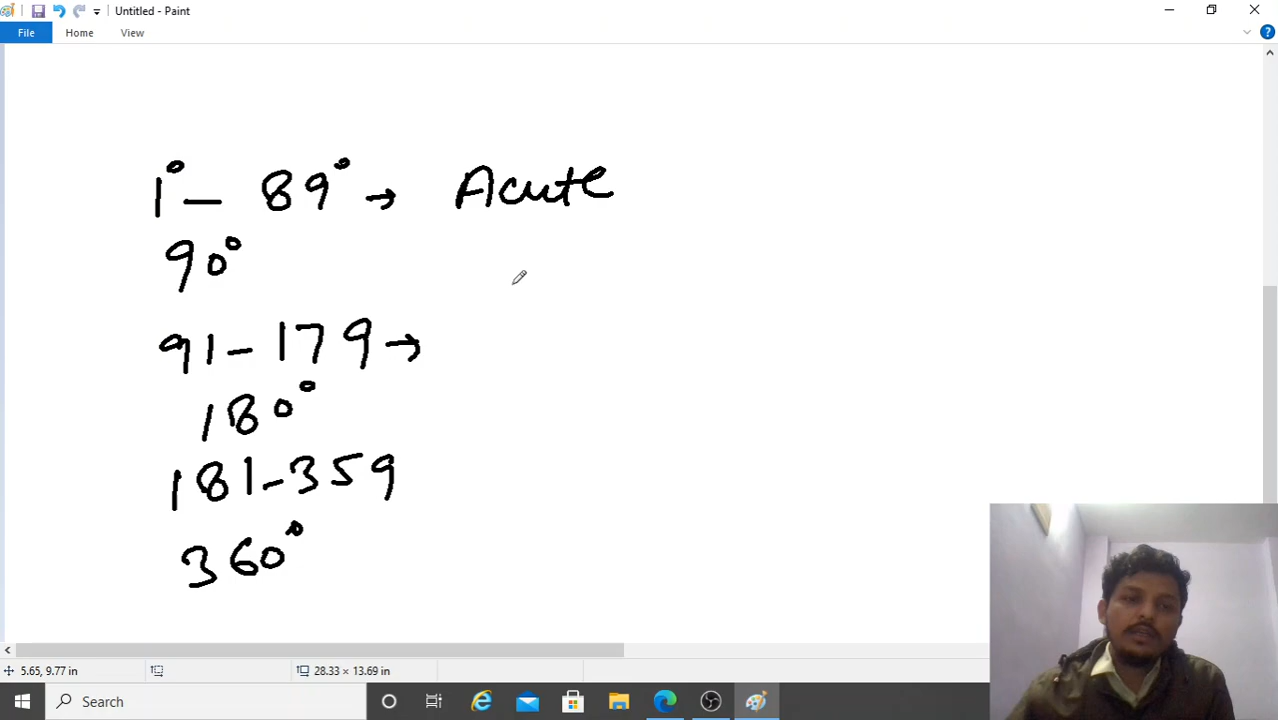 Untitled - Paint
File Home View
1° - 89° → Acute
90°
91 - 179 →
180°
181 - 359
360°
5.65, 9.77 in 28.33 × 13.69 in
Search